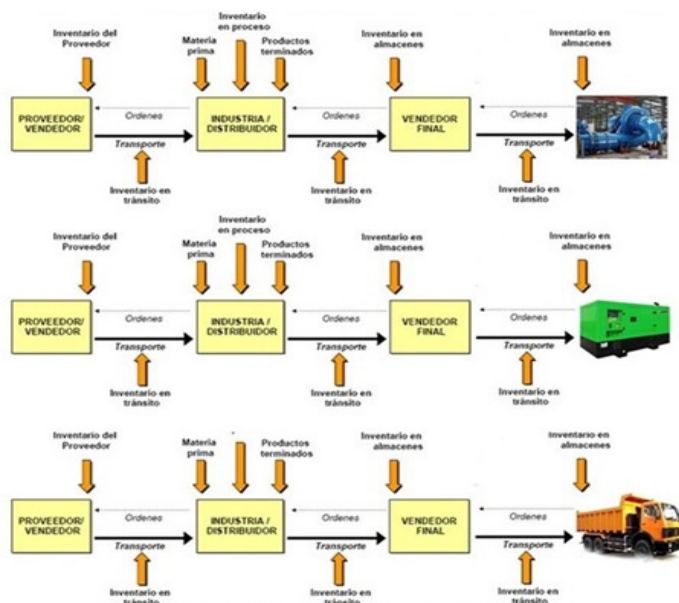 Inventario
en proceso
Inventario del
Proveedor
Materia
prima
Productos
terminados
Inventario en
almacenes
Inventario en
almacenes
PROVEEDOR/
VENDEDOR
Ordenes
Transporte
INDUSTRIA /
DISTRIBUIDOR
Ordenes
Transporte
VENDEDOR
FINAL
Ordenes
Transporte
Inventario en
tránsito
Inventario en
tránsito
Inventario en
tránsito
Inventario
en proceso
Inventario del
Proveedor
Materia
prima
Productos
terminados
Inventario en
almacenes
Inventario en
almacenes
PROVEEDOR/
VENDEDOR
Ordenes
Transporte
INDUSTRIA /
DISTRIBUIDOR
Ordenes
Transporte
VENDEDOR
FINAL
Ordenes
Transporte
Inventario en
tránsito
Inventario en
tránsito
Inventario en
tránsito
Inventario del
Proveedor
Materia
prima
Productos
terminados
Inventario en
almacenes
Inventario en
almacenes
PROVEEDOR/
VENDEDOR
Ordenes
Transporte
INDUSTRIA /
DISTRIBUIDOR
Ordenes
Transporte
VENDEDOR
FINAL
Ordenes
Transporte
Inventario en
tránsito
Inventario en
tránsito
Inventario en
tránsito